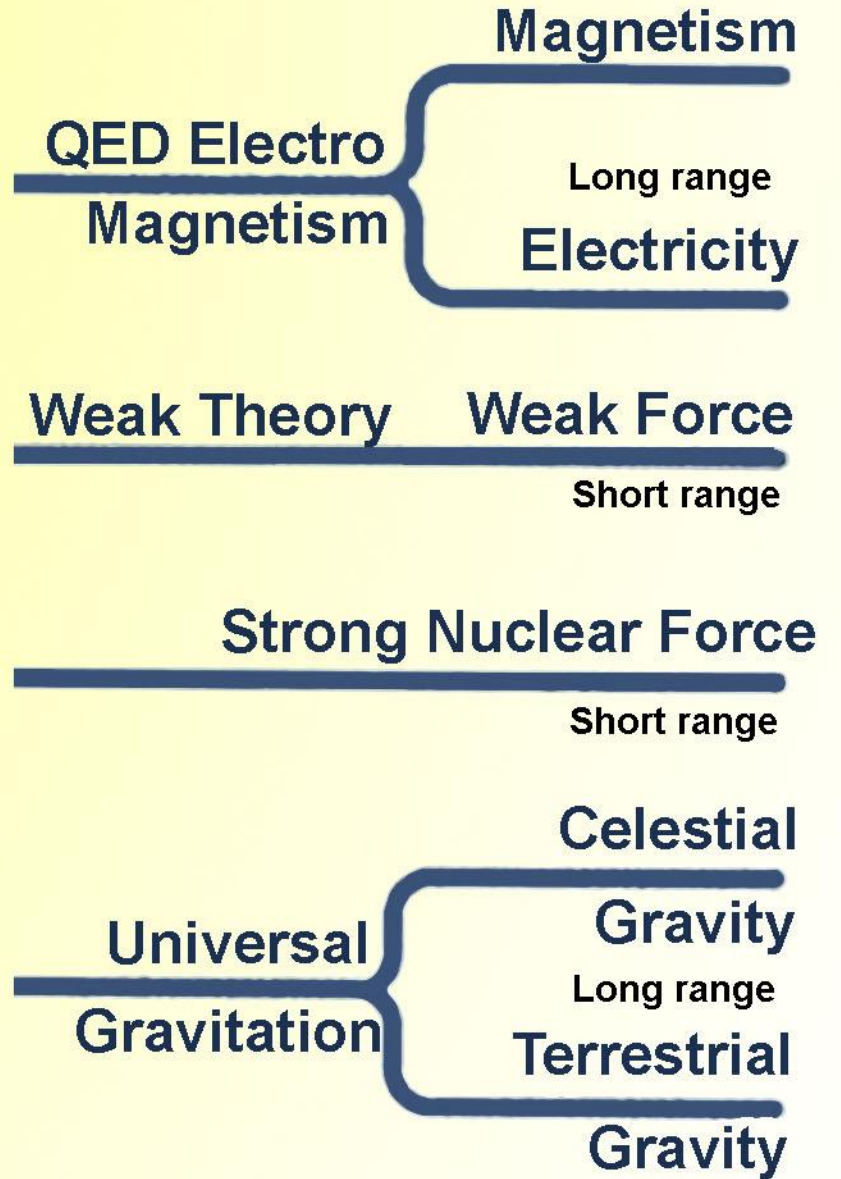 Magnetism
QED Electro
Magnetism
Long range
Electricity
Weak Theory
Weak Force
Short range
Strong Nuclear Force
Short range
Celestial
Gravity
Universal
Gravitation
Long range
Terrestrial
Gravity